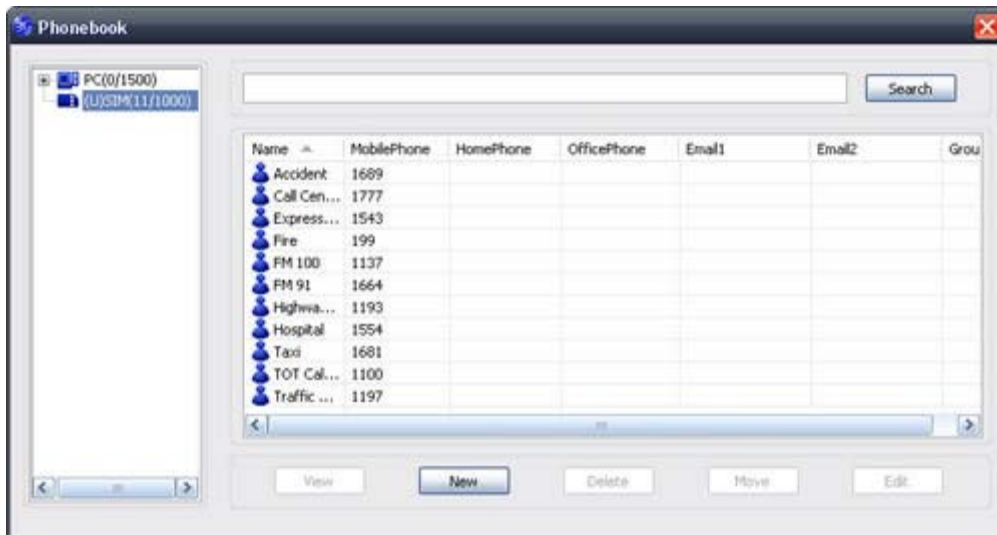 Phonebook
PC(0/1500)
(U)SIM(11/1000)
Search
Name MobilePhone HomePhone OfficePhone Email1 Email2 Grou
Accident 1689
Call Cen... 1777
Express... 1543
Fire 199
FM 100 1137
FM 91 1664
Highwa... 1193
Hospital 1554
Taxi 1681
TOT Cal... 1100
Traffic ... 1197
View New Delete Move Edit